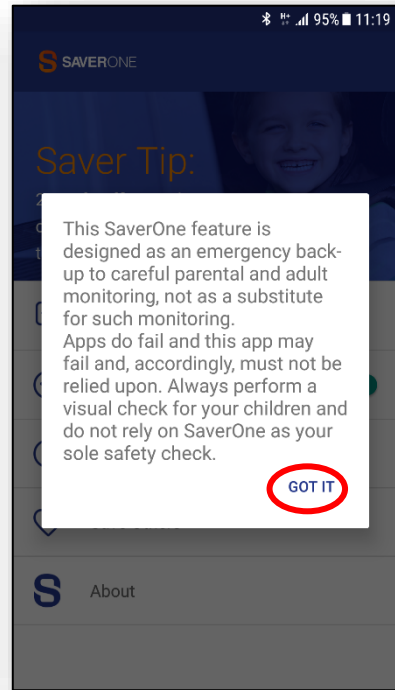 95% 11:19
SAVERONE
Saver Tip:
This SaverOne feature is
designed as an emergency back-
up to careful parental and adult
monitoring, not as a substitute
for such monitoring.
Apps do fail and this app may
fail and, accordingly, must not be
relied upon. Always perform a
visual check for your children and
do not rely on SaverOne as your
sole safety check.
GOT IT
About